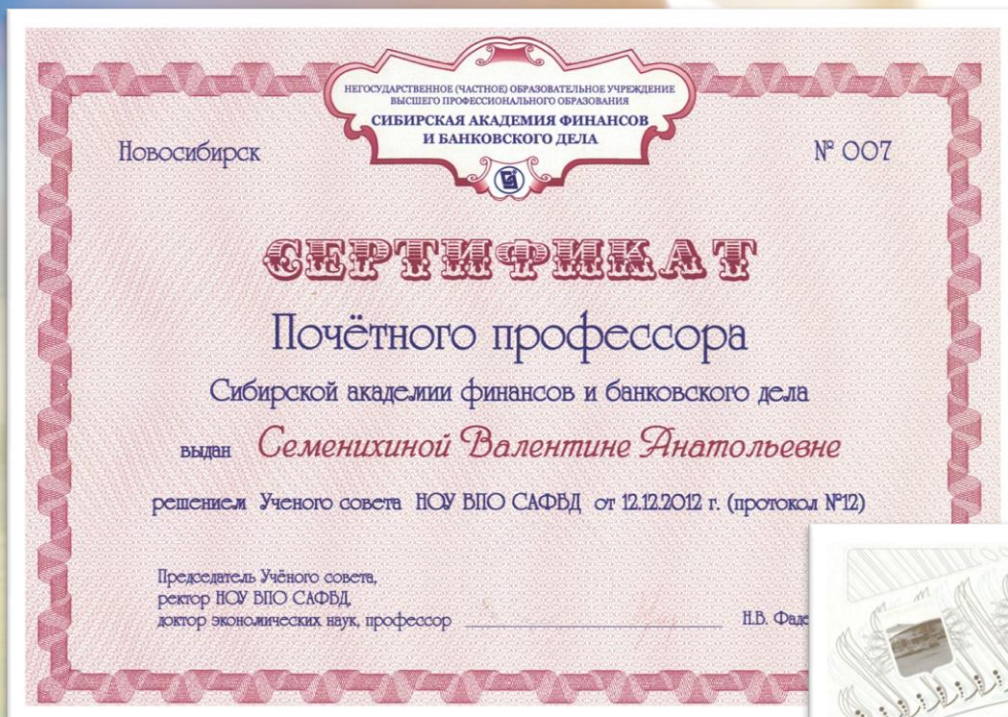 НЕГОСУДАРСТВЕННОЕ (ЧАСТНОЕ) ОБРАЗОВАТЕЛЬНОЕ УЧРЕЖДЕНИЕ
ВЫСШЕГО ПРОФЕССИОНАЛЬНОГО ОБРАЗОВАНИЯ
СИБИРСКАЯ АКАДЕМИЯ ФИНАНСОВ
И БАНКОВСКОГО ДЕЛА
Новосибирск № 007
СЕРТИФИКАТ
Почётного профессора
Сибирской академии финансов и банковского дела
выдан Семенихиной Валентине Анатольевне
решением Ученого совета НОУ ВПО САФБД от 12.12.2012 г. (протокол №12)
Председатель Учёного совета,
ректор НОУ ВПО САФБД,
доктор экономических наук, профессор Н.В.